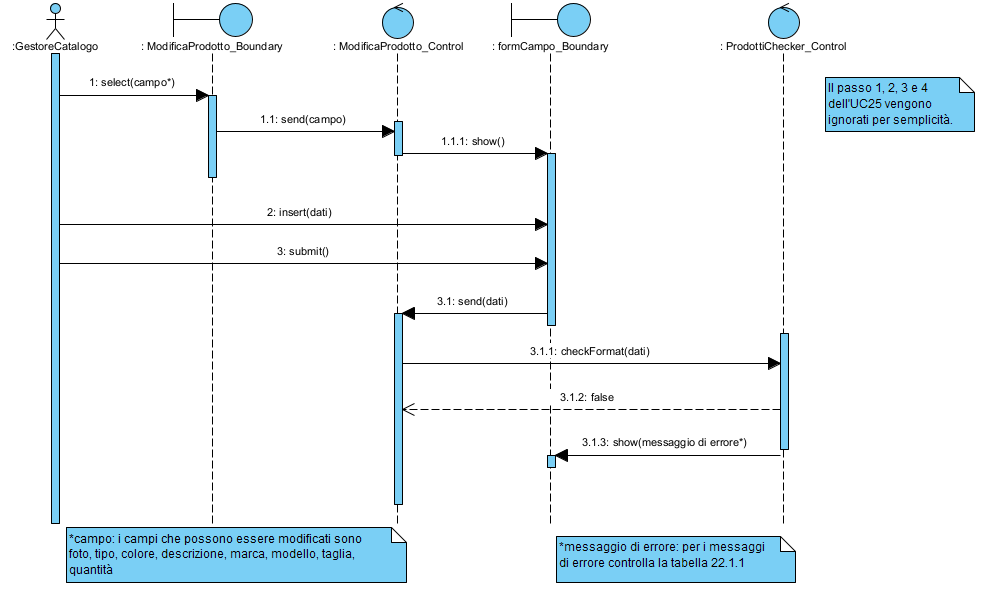 :GestoreCatalogo
: ModificaProdotto_Boundary
: ModificaProdotto_Control
: formCampo_Boundary
: ProdottiChecker_Control
1: select(campo*)
Il passo 1, 2, 3 e 4
dell'UC25 vengono
ignorati per semplicità.
1.1: send(campo)
1.1.1: show()
2: insert(dati)
3: submit()
3.1: send(dati)
3.1.1: checkFormat(dati)
3.1.2: false
3.1.3: show(messaggio di errore*)
*campo: i campi che possono essere modificati sono
foto, tipo, colore, descrizione, marca, modello, taglia,
quantità
*messaggio di errore: per i messaggi
di errore controlla la tabella 22.1.1